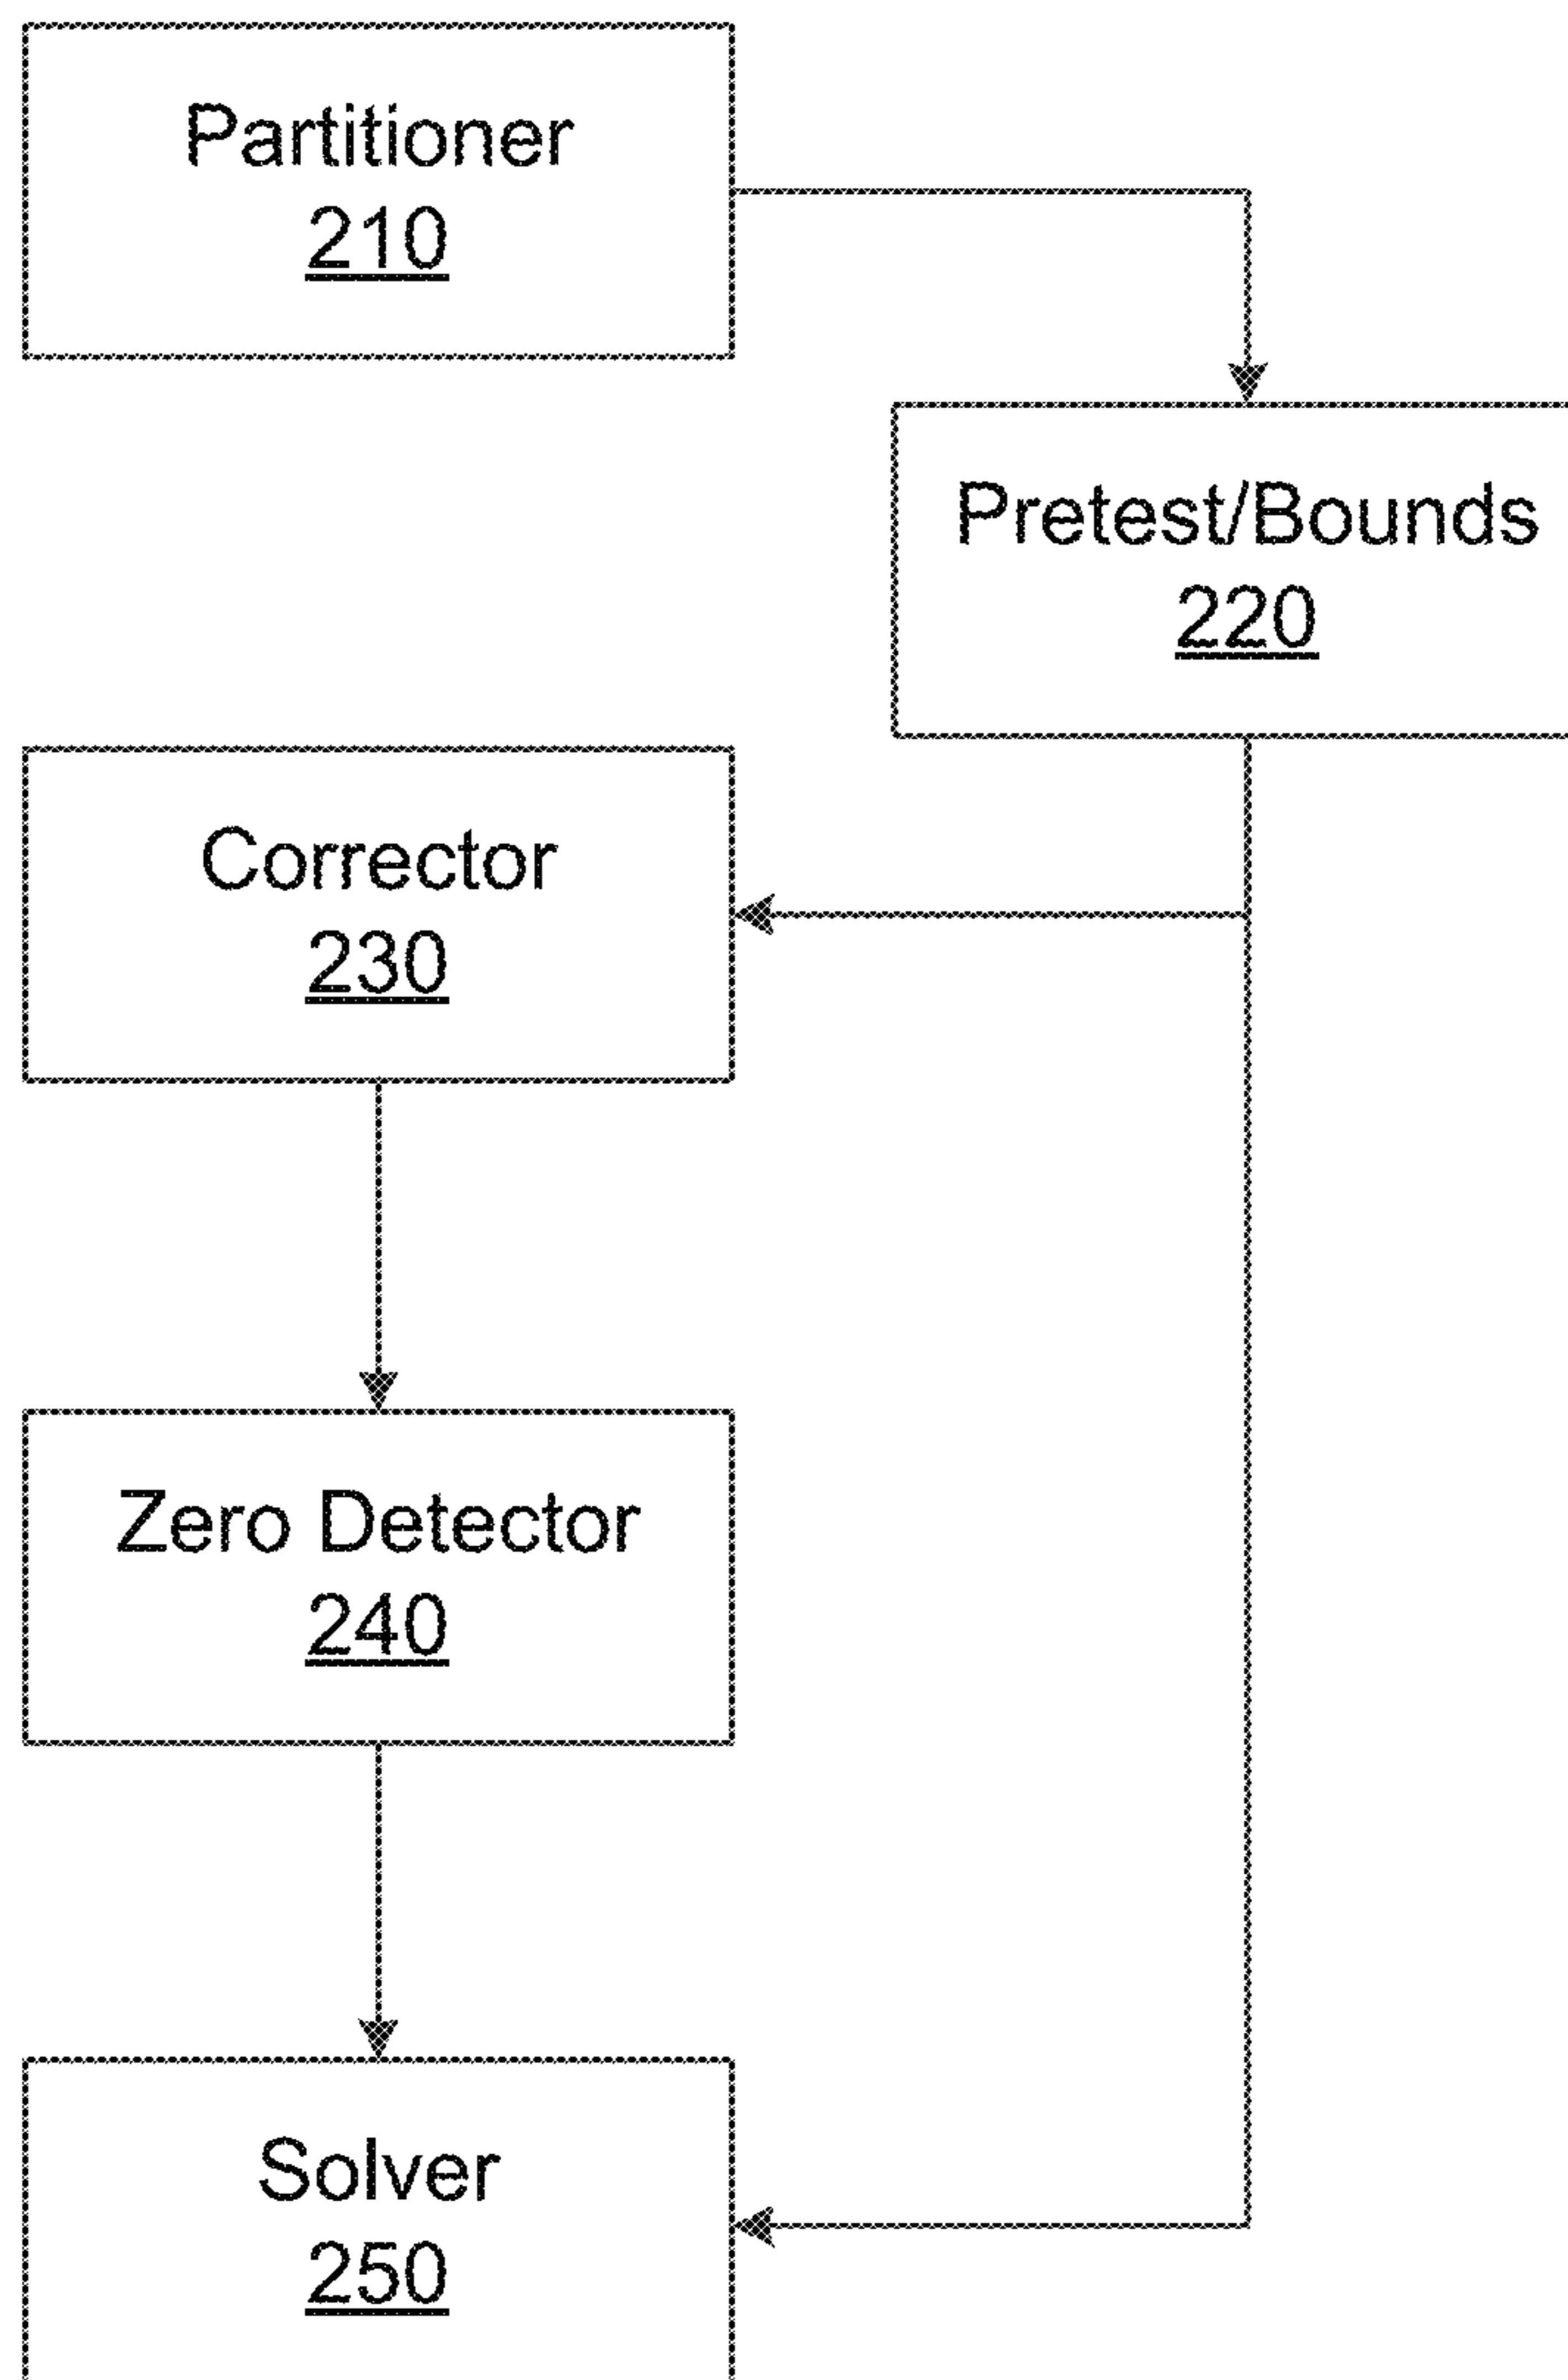 Partitioner
210
Pretest/Bounds
220
Corrector
230
Zero Detector
240
Solver
250